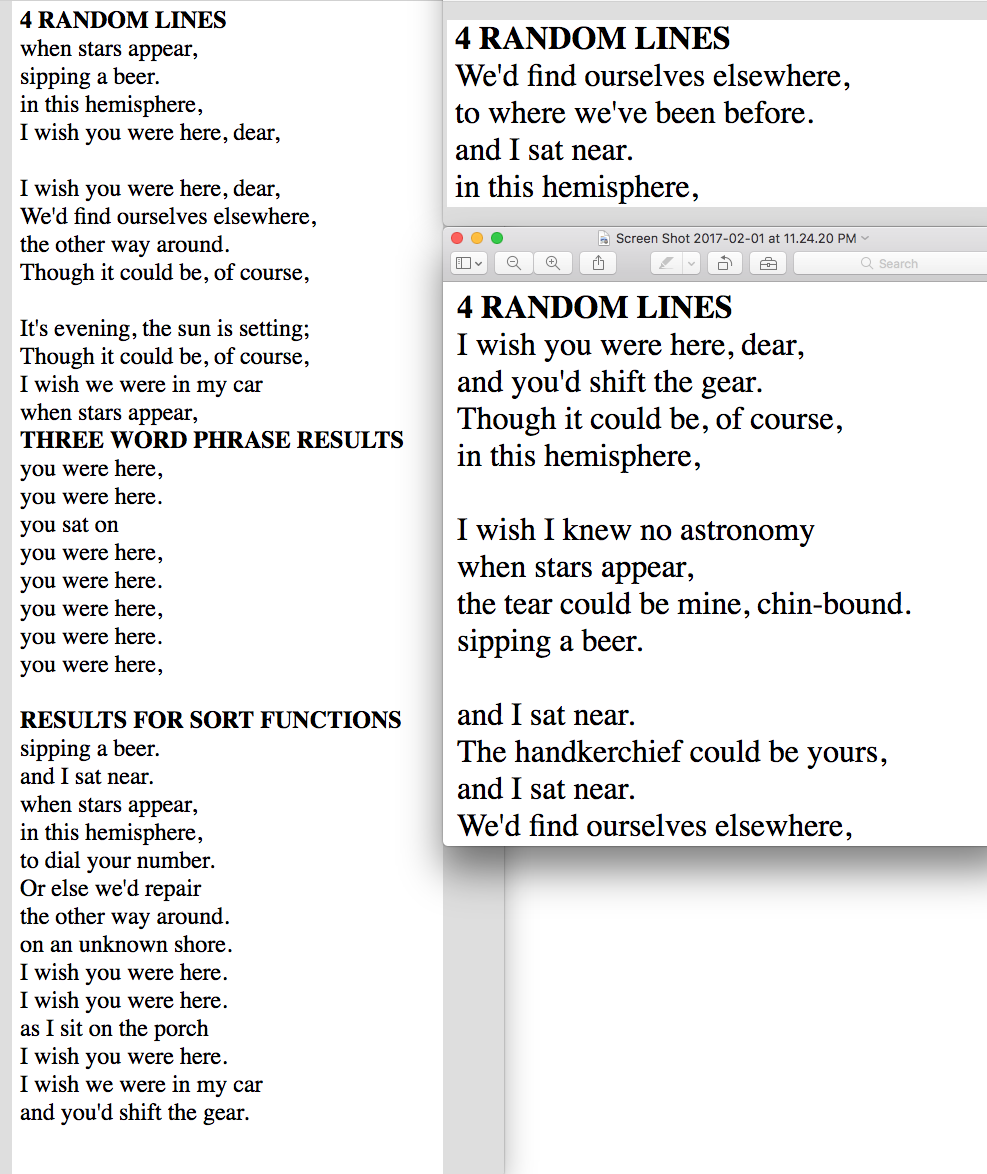 4 RANDOM LINES
when stars appear,
sipping a beer.
in this hemisphere,
I wish you were here, dear,

I wish you were here, dear,
We'd find ourselves elsewhere,
the other way around.
Though it could be, of course,

It's evening, the sun is setting;
Though it could be, of course,
I wish we were in my car
when stars appear,
THREE WORD PHRASE RESULTS
you were here,
you were here.
you sat on
you were here,
you were here.
you were here,
you were here.
you were here,

RESULTS FOR SORT FUNCTIONS
sipping a beer.
and I sat near.
when stars appear,
in this hemisphere,
to dial your number.
Or else we'd repair
the other way around.
on an unknown shore.
I wish you were here.
I wish you were here.
as I sit on the porch
I wish you were here.
I wish we were in my car
and you'd shift the gear.

4 RANDOM LINES
We'd find ourselves elsewhere,
to where we've been before.
and I sat near.
in this hemisphere,

Screen Shot 2017-02-01 at 11.24.20 PM
Search
4 RANDOM LINES
I wish you were here, dear,
and you'd shift the gear.
Though it could be, of course,
in this hemisphere,

I wish I knew no astronomy
when stars appear,
the tear could be mine, chin-bound.
sipping a beer.

and I sat near.
The handkerchief could be yours,
and I sat near.
We'd find ourselves elsewhere,